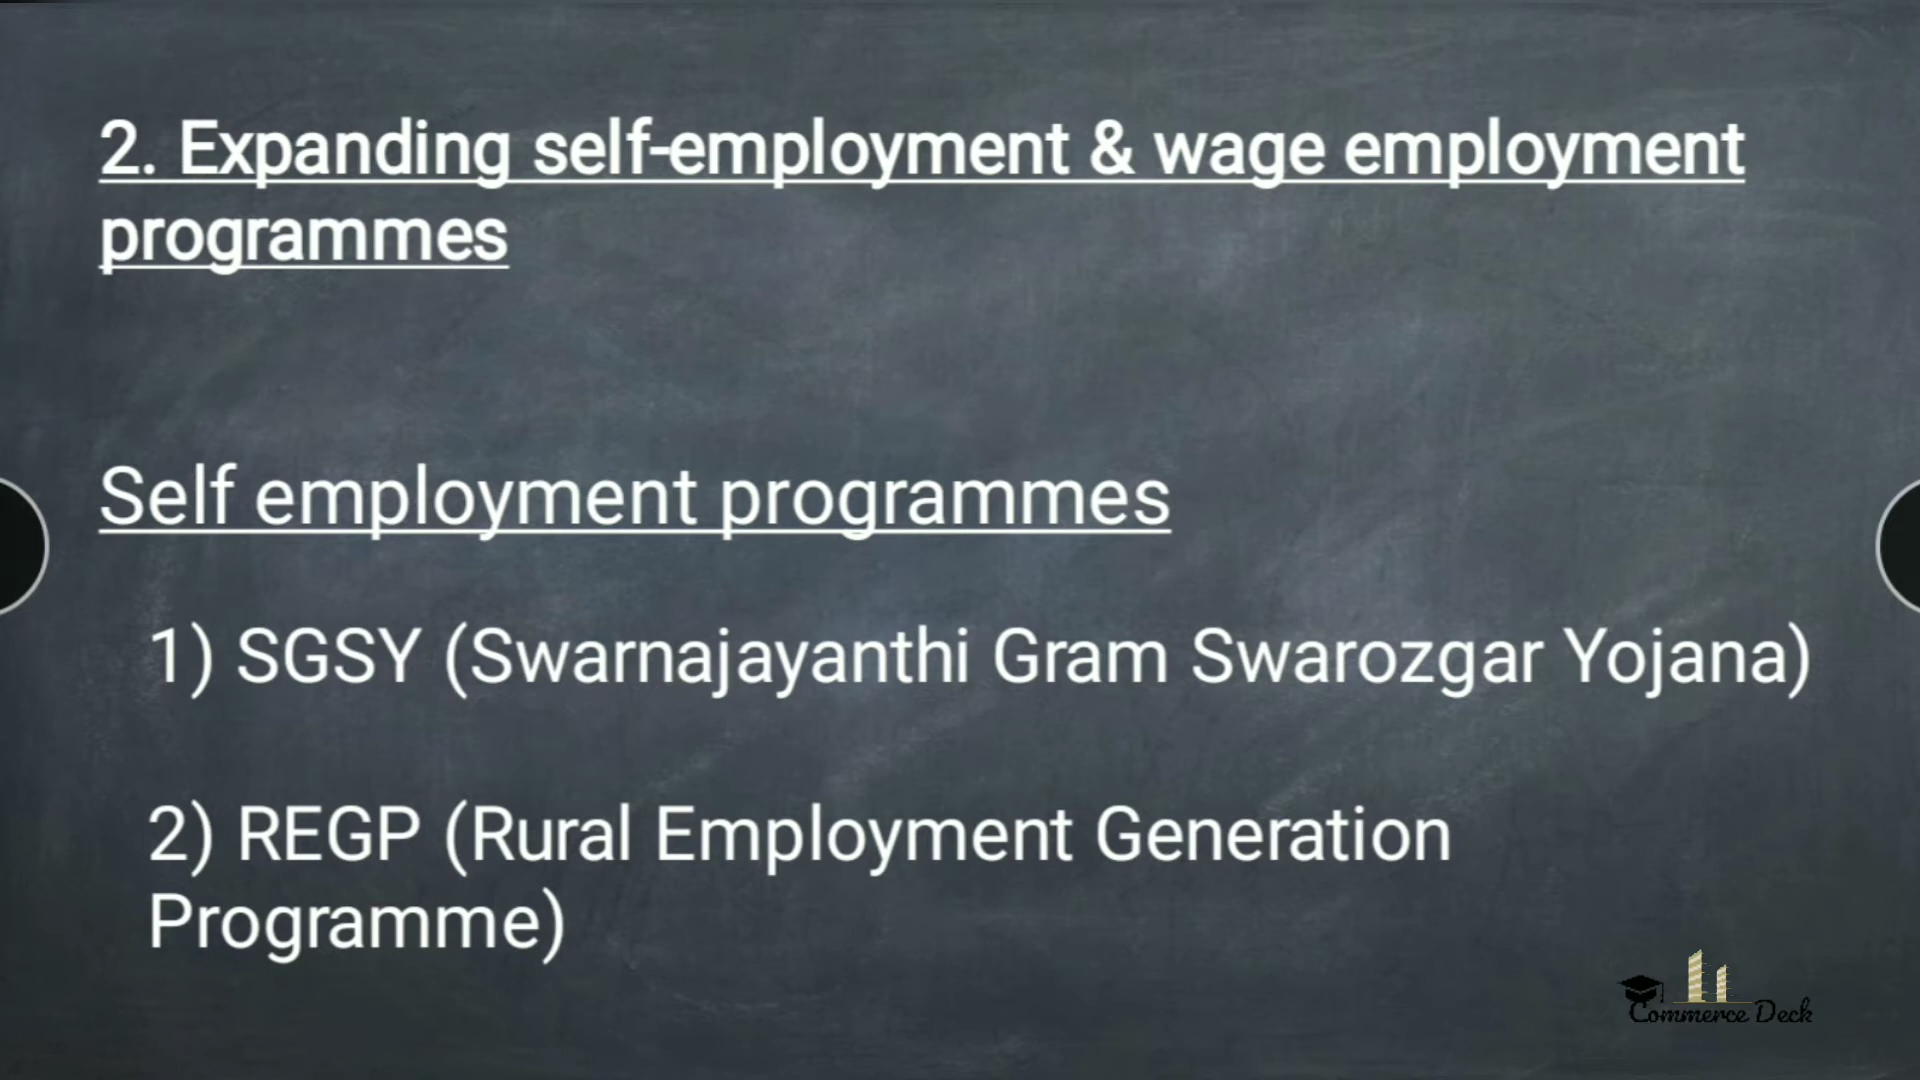 2. Expanding self-employment & wage employment
programmes
Self employment programmes
1) SGSY (Swarnajayanthi Gram Swarozgar Yojana)
2) REGP (Rural Employment Generation
Programme)
Commerce Deck